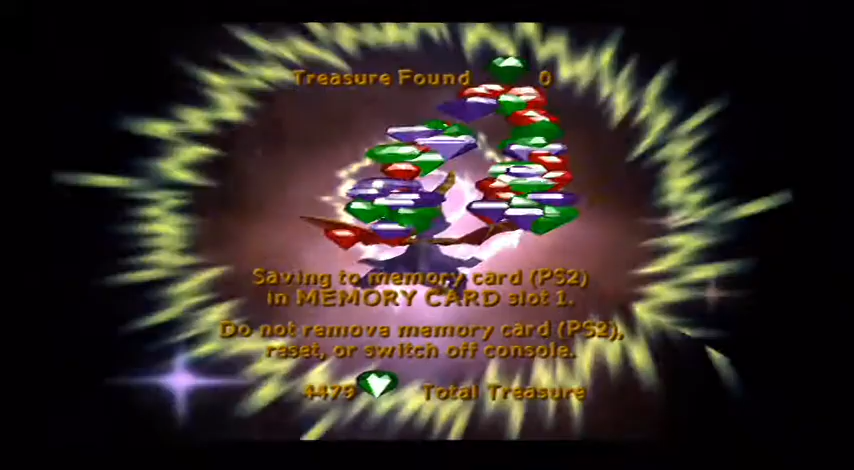 Treasure Found 0
Saving to memory card (PS2)
in MEMORY CARD slot 1.
Do not remove memory card (PS2),
reset, or switch off console.
4479 Total Treasure